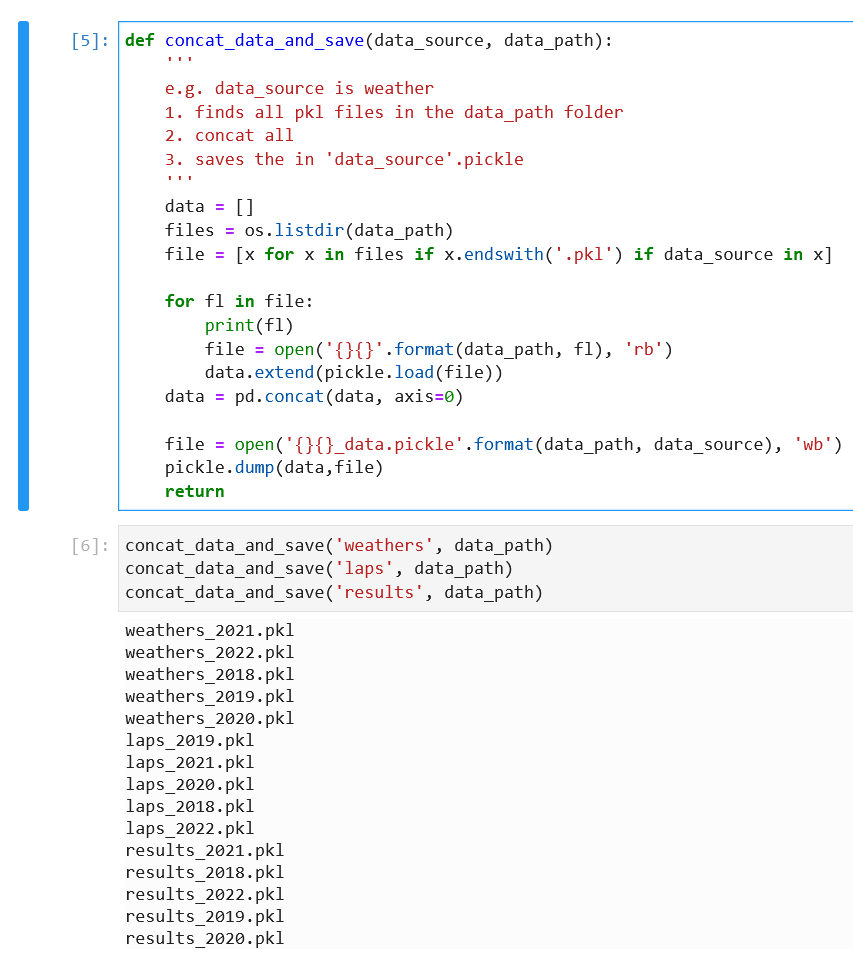 [5]: def concat_data_and_save(data_source, data_path):
    '''
    e.g. data_source is weather
    1. finds all pkl files in the data_path folder
    2. concat all
    3. saves the in 'data_source'.pickle
    '''
    data = []
    files = os.listdir(data_path)
    file = [x for x in files if x.endswith('.pkl') if data_source in x]

    for fl in file:
        print(fl)
        file = open('{}{}'.format(data_path, fl), 'rb')
        data.extend(pickle.load(file))
    data = pd.concat(data, axis=0)

    file = open('{}{}_data.pickle'.format(data_path, data_source), 'wb')
    pickle.dump(data,file)
    return
[6]: concat_data_and_save('weathers', data_path)
concat_data_and_save('laps', data_path)
concat_data_and_save('results', data_path)
weathers_2021.pkl
weathers_2022.pkl
weathers_2018.pkl
weathers_2019.pkl
weathers_2020.pkl
laps_2019.pkl
laps_2021.pkl
laps_2020.pkl
laps_2018.pkl
laps_2022.pkl
results_2021.pkl
results_2018.pkl
results_2022.pkl
results_2019.pkl
results_2020.pkl